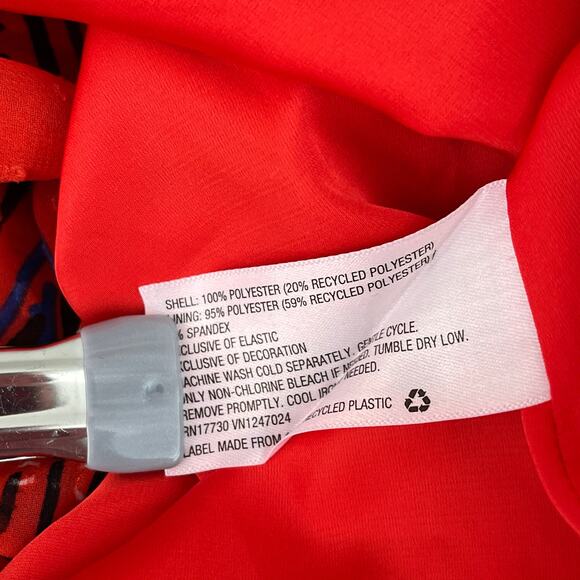 SHELL: 100% POLYESTER (20% RECYCLED POLYESTER)
INING: 95% POLYESTER (59% RECYCLED POLYESTER)
% SPANDEX
XCLUSIVE OF ELASTIC
XCLUSIVE OF DECORATION
ACHINE WASH COLD SEPARATELY. GENTLE CYCLE.
ONLY NON-CHLORINE BLEACH IF NEEDED. TUMBLE DRY LOW.
REMOVE PROMPTLY. COOL IRON NEEDED.
RN17730 VN1247024
LABEL MADE FROM RECYCLED PLASTIC